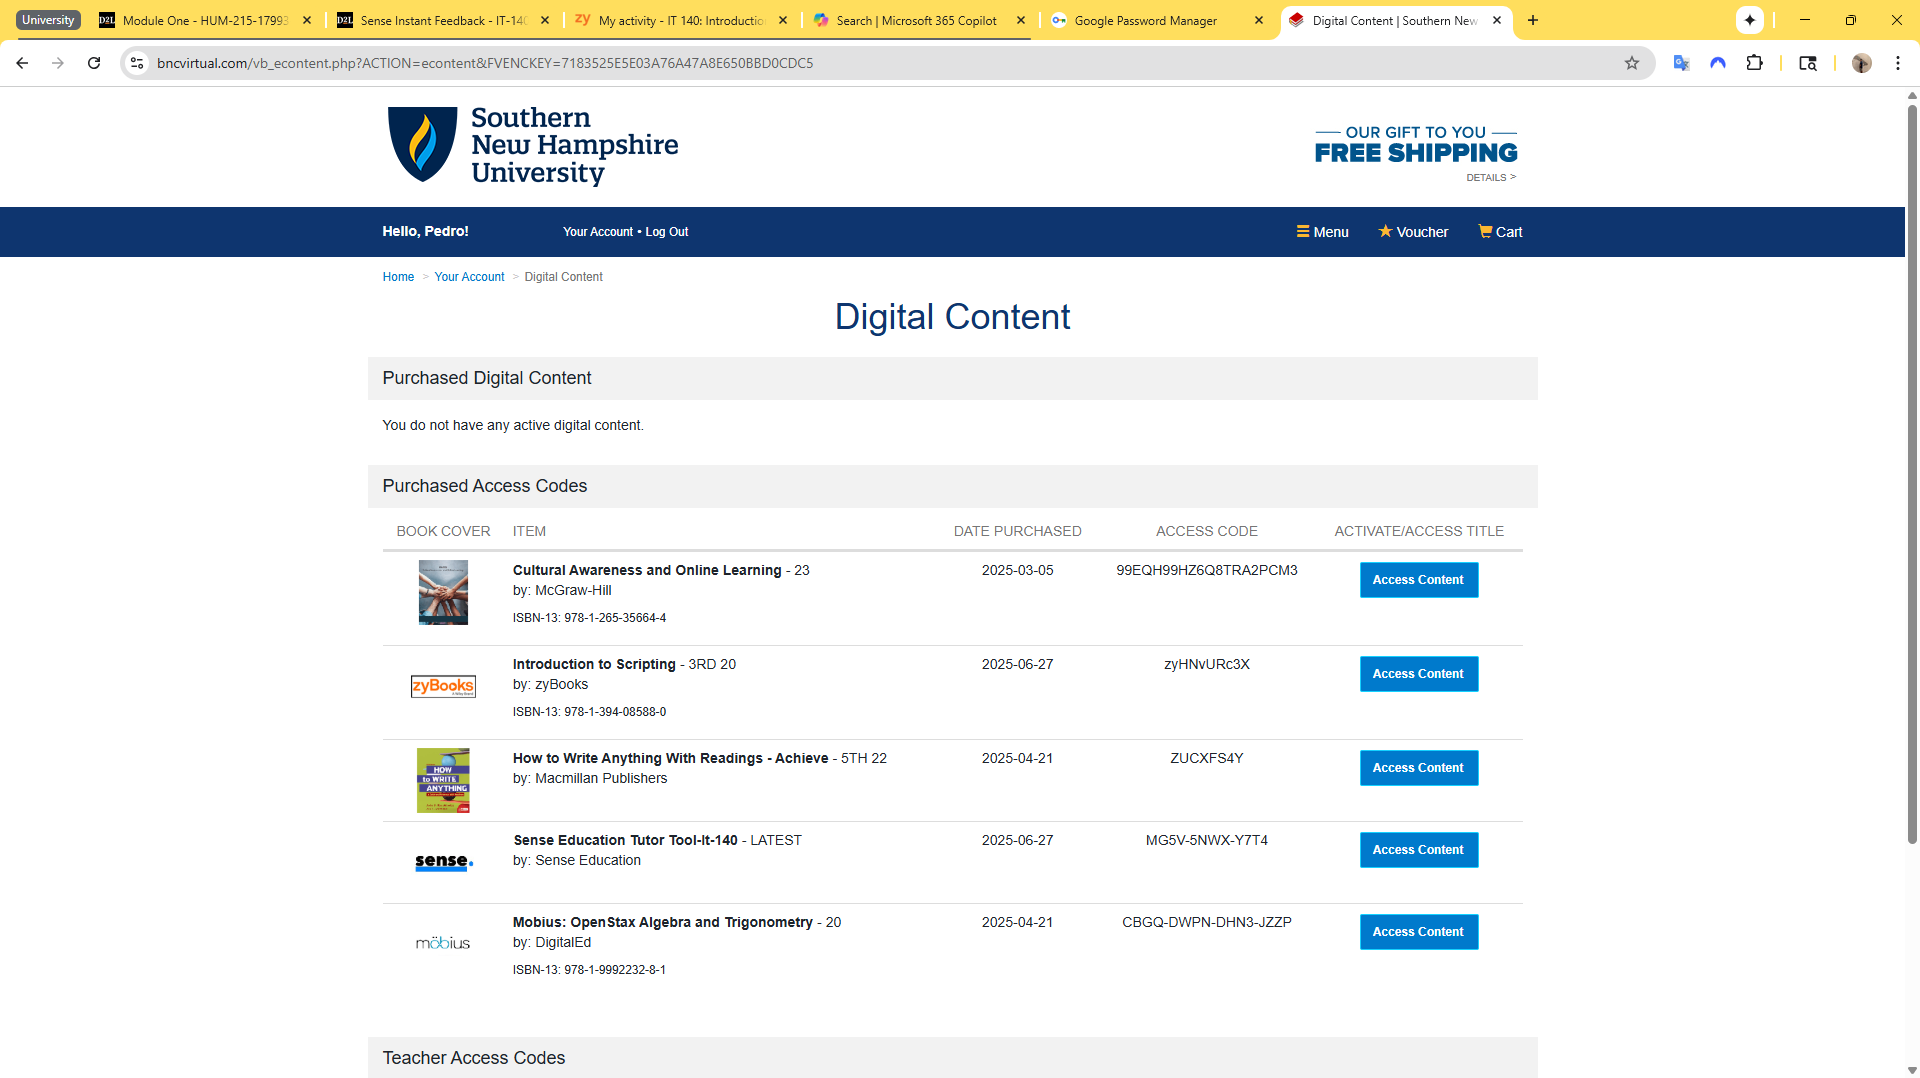 University
Module One - HUM-215-17993
Sense Instant Feedback - IT-140
My activity - IT 140: Introductio
Search | Microsoft 365 Copilot
Google Password Manager
Digital Content | Southern New
bncvirtual.com/vb_econtent.php?ACTION=econtent&FVENCKEY=7183525E5E03A76A47A8E650BBD0CDC5
Southern
New Hampshire
University
OUR GIFT TO YOU
FREE SHIPPING
DETAILS >
Hello, Pedro!
Your Account • Log Out
Menu
Voucher
Cart
Home > Your Account > Digital Content
Digital Content
Purchased Digital Content
You do not have any active digital content.
Purchased Access Codes
BOOK COVER ITEM DATE PURCHASED ACCESS CODE ACTIVATE/ACCESS TITLE
Cultural Awareness and Online Learning - 23 2025-03-05 99EQH99HZ6Q8TRA2PCM3 Access Content
by: McGraw-Hill
ISBN-13: 978-1-265-35664-4
zyBooks
Introduction to Scripting - 3RD 20 2025-06-27 zyHNvURc3X Access Content
by: zyBooks
ISBN-13: 978-1-394-08588-0
HOW
to WRITE
ANYTHING
How to Write Anything With Readings - Achieve - 5TH 22 2025-04-21 ZUCXFS4Y Access Content
by: Macmillan Publishers
sense.
Sense Education Tutor Tool-It-140 - LATEST 2025-06-27 MG5V-5NWX-Y7T4 Access Content
by: Sense Education
möbius
Mobius: OpenStax Algebra and Trigonometry - 20 2025-04-21 CBGQ-DWPN-DHN3-JZZP Access Content
by: DigitalEd
ISBN-13: 978-1-9992232-8-1
Teacher Access Codes